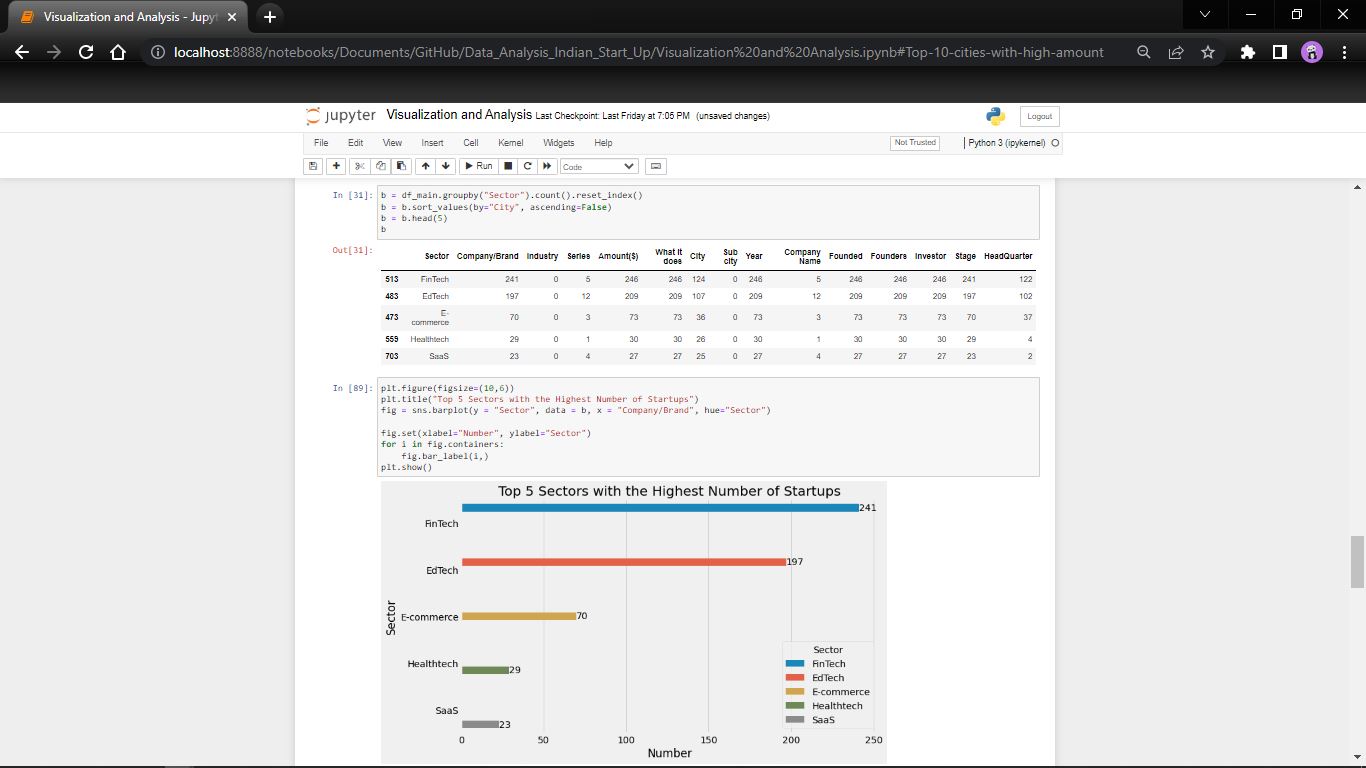 Visualization and Analysis - Jupyt
localhost:8888/notebooks/Documents/GitHub/Data_Analysis_Indian_Start_Up/Visualization%20and%20Analysis.ipynb#Top-10-cities-with-high-amount
jupyter Visualization and Analysis Last Checkpoint: Last Friday at 7:05 PM (unsaved changes) Logout
File Edit View Insert Cell Kernel Widgets Help Not Trusted Python 3 (ipykernel)
Run Code
In [31]: b = df_main.groupby("Sector").count().reset_index()
b = b.sort_values(by="City", ascending=False)
b = b.head(5)
b
Out[31]:
Sector Company/Brand Industry Series Amount($) What it does City Sub city Year Company Name Founded Founders Investor Stage HeadQuarter
513 FinTech 241 0 5 246 246 124 0 246 5 246 246 246 241 122
483 EdTech 197 0 12 209 209 107 0 209 12 209 209 209 197 102
473 E-commerce 70 0 3 73 73 36 0 73 3 73 73 73 70 37
559 Healthtech 29 0 1 30 30 26 0 30 1 30 30 30 29 4
703 SaaS 23 0 4 27 27 25 0 27 4 27 27 27 23 2
In [89]: plt.figure(figsize=(10,6))
plt.title("Top 5 Sectors with the Highest Number of Startups")
fig = sns.barplot(y = "Sector", data = b, x = "Company/Brand", hue="Sector")
fig.set(xlabel="Number", ylabel="Sector")
for i in fig.containers:
fig.bar_label(i,)
plt.show()
Top 5 Sectors with the Highest Number of Startups
241
FinTech
197
EdTech
Sector
E-commerce 70
Healthtech
29
SaaS
23
Sector
FinTech
EdTech
E-commerce
Healthtech
SaaS
0 50 100 150 200 250
Number